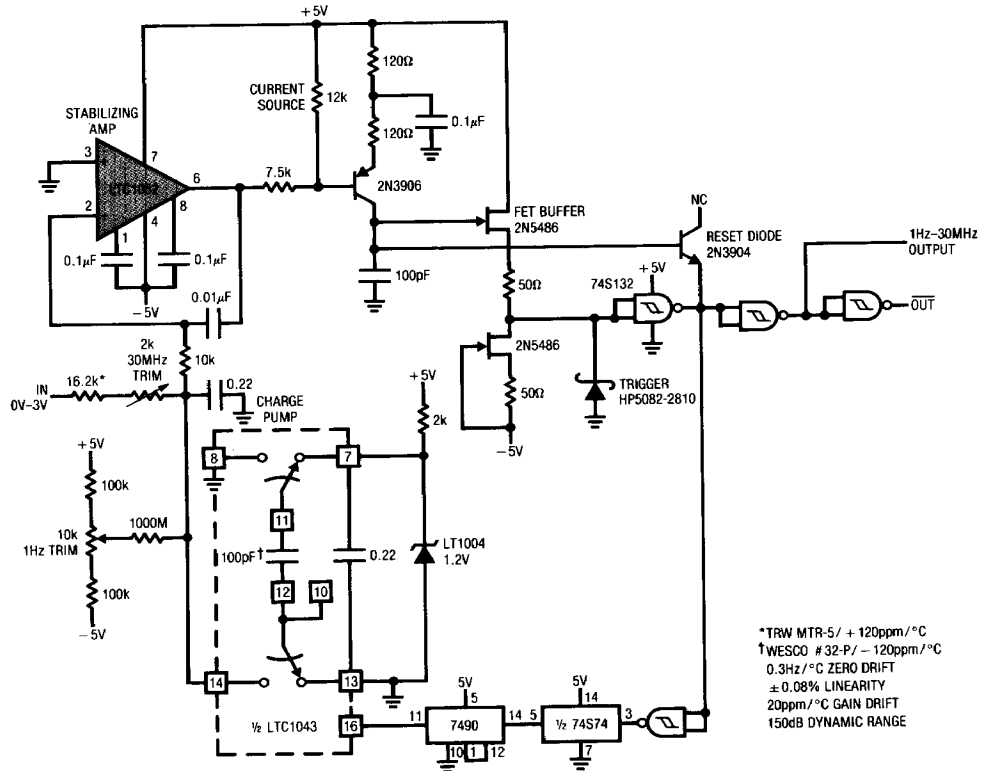 +5V
120Ω
CURRENT
SOURCE
12k
0.1µF
STABILIZING
AMP
120Ω
3
7
LTC1052
6
7.5k
2N3906
2
8
4
1
FET BUFFER
2N5486
NC
RESET DIODE
2N3904
1Hz–30MHz
OUTPUT
0.1µF
0.1µF
100pF
–5V
0.01µF
50Ω
+5V
74S132
OUT
2k
30MHz
TRIM
10k
2N5486
IN
0V–3V
16.2k*
0.22
+5V
50Ω
TRIGGER
HP5082-2810
CHARGE
PUMP
2k
–5V
+5V
8
7
100k
11
10k
1Hz TRIM
1000M
100pF†
0.22
LT1004
1.2V
12
10
100k
–5V
*TRW MTR-5/ +120ppm/°C
†WESCO #32-P/ –120ppm/°C
0.3Hz/°C ZERO DRIFT
±0.08% LINEARITY
20ppm/°C GAIN DRIFT
150dB DYNAMIC RANGE
14
13
5V
5V
5
14
½ LTC1043
16
11
7490
14
5
½ 74S74
3
10
1
12
7